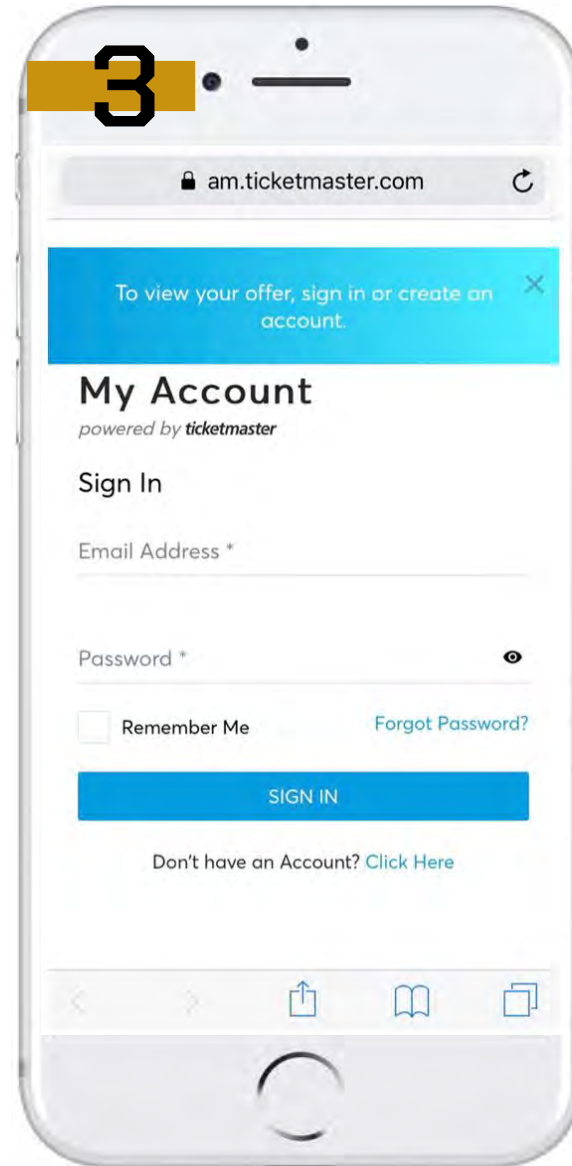 3
am.ticketmaster.com
To view your offer, sign in or create an
account.
My Account
powered by ticketmaster
Sign In
Email Address *
Password *
Remember Me
Forgot Password?
SIGN IN
Don't have an Account? Click Here